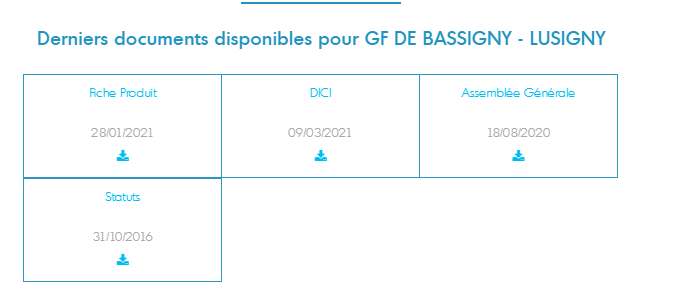 Derniers documents disponibles pour GF DE BASSIGNY - LUSIGNY
Fiche Produit
28/01/2021
DICI
09/03/2021
Assemblée Générale
18/08/2020
Statuts
31/10/2016